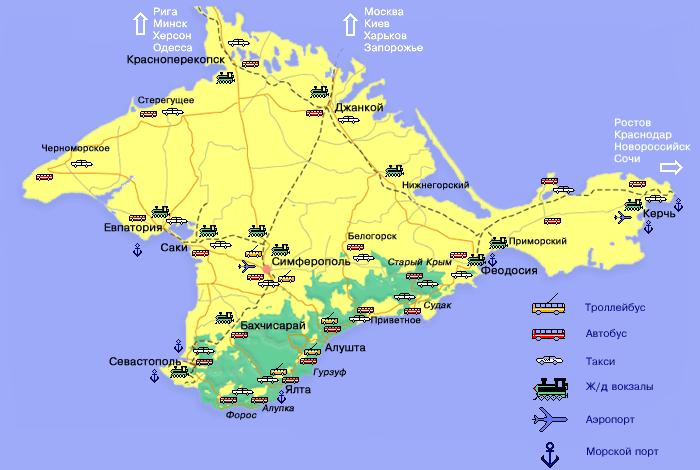 Рига
Минск
Херсон
Одесса
Москва
Киев
Харьков
Запорожье
Красноперекопск
Стерегущее
Джанкой
Ростов
Краснодар
Новороссийск
Сочи
Черноморское
Нижнегорский
Керчь
Евпатория
Саки
Белогорск
Приморский
Симферополь
Старый Крым
Феодосия
Судак
Приветное
Бахчисарай
Алушта
Севастополь
Гурзуф
Ялта
Алупка
Форос
Троллейбус
Автобус
Такси
Ж/д вокзалы
Аэропорт
Морской порт